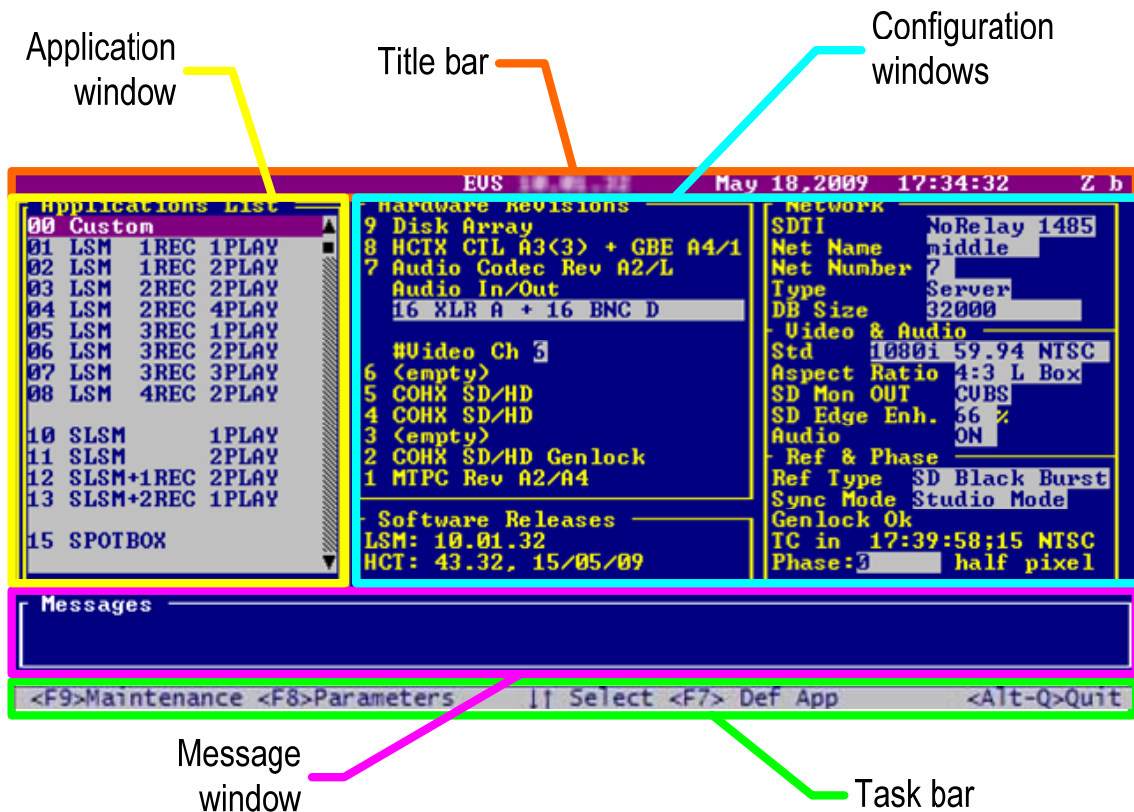 Application
window
Title bar
Configuration
windows
EVS May 18,2009 17:34:32 Z b
Applications List
00 Custom
01 LSM 1REC 1PLAY
02 LSM 1REC 2PLAY
03 LSM 2REC 2PLAY
04 LSM 2REC 4PLAY
05 LSM 3REC 1PLAY
06 LSM 3REC 2PLAY
07 LSM 3REC 3PLAY
08 LSM 4REC 2PLAY
10 SLSM 1PLAY
11 SLSM 2PLAY
12 SLSM+1REC 2PLAY
13 SLSM+2REC 1PLAY
15 SPOTBOX
Hardware Revisions
9 Disk Array
8 HCTX CTL A3(3) + GBE A4/1
7 Audio Codec Rev A2/L
Audio In/Out
16 XLR A + 16 BNC D
#Video Ch 6
6 (empty)
5 COHX SD/HD
4 COHX SD/HD
3 (empty)
2 COHX SD/HD Genlock
1 MTPC Rev A2/A4
Software Releases
LSM: 10.01.32
HCT: 43.32, 15/05/09
Network
SDTI NoRelay 1485
Net Name middle
Net Number 7
Type Server
DB Size 32000
Video & Audio
Std 1080i 59.94 NTSC
Aspect Ratio 4:3 L Box
SD Mon OUT CVBS
SD Edge Enh. 66 %
Audio ON
Ref & Phase
Ref Type SD Black Burst
Sync Mode Studio Mode
Genlock Ok
TC in 17:39:58;15 NTSC
Phase:0 half pixel
Messages
<F9>Maintenance <F8>Parameters ↓↑ Select <F7> Def App <Alt-Q>Quit
Message
window
Task bar